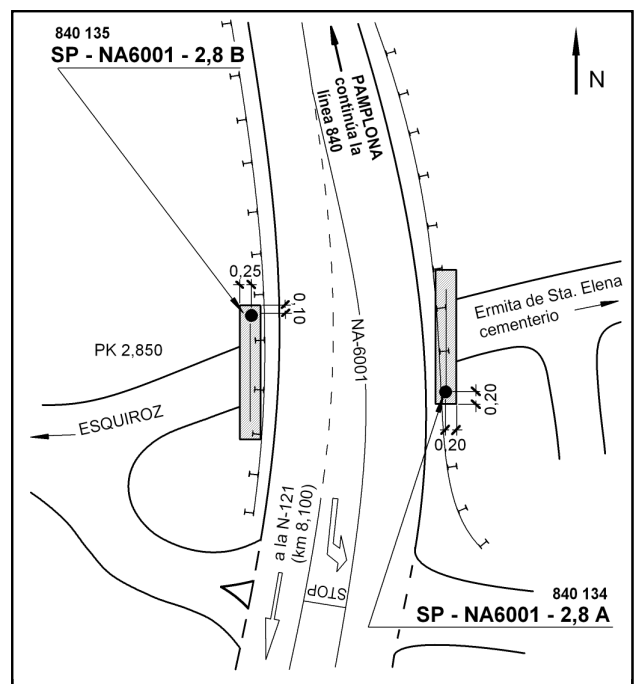 840 135
SP - NA6001 - 2,8 B
PAMPLONA
continúa la
línea 840
N
0,25
0,10
Ermita de Sta. Elena
cementerio
NA-6001
PK 2,850
ESQUIROZ
0,20
0,20
a la N-121
(km 8,100)
STOP
840 134
SP - NA6001 - 2,8 A